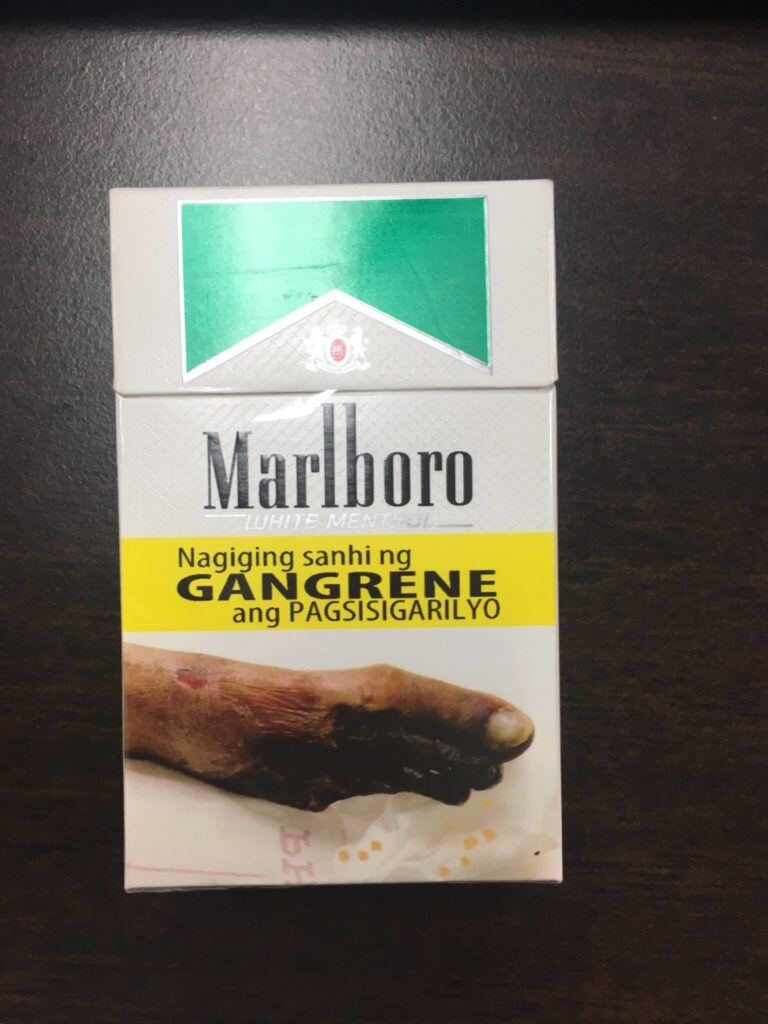 Marlboro
WHITE MENTHOL
Nagiging sanhi ng
GANGRENE
ang PAGSISIGARILYO